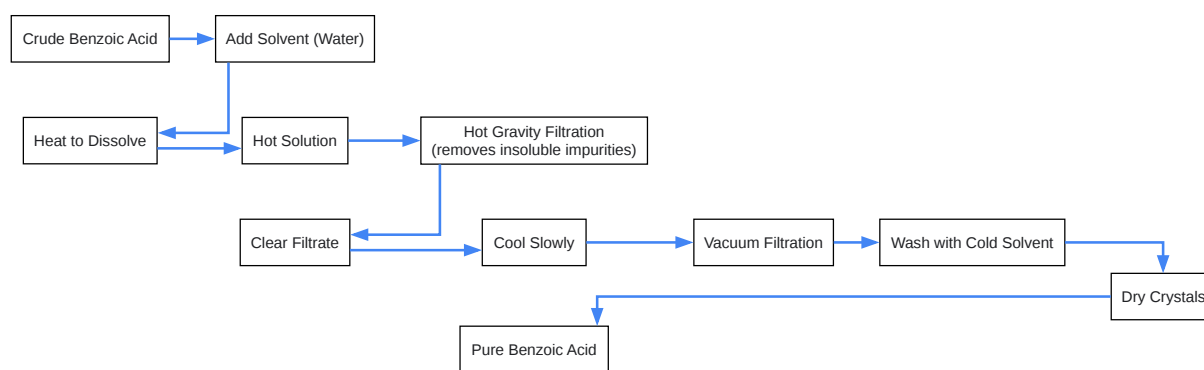 Crude Benzoic Acid
Add Solvent (Water)
Heat to Dissolve
Hot Solution
Hot Gravity Filtration
(removes insoluble impurities)
Clear Filtrate
Cool Slowly
Vacuum Filtration
Wash with Cold Solvent
Dry Crystals
Pure Benzoic Acid